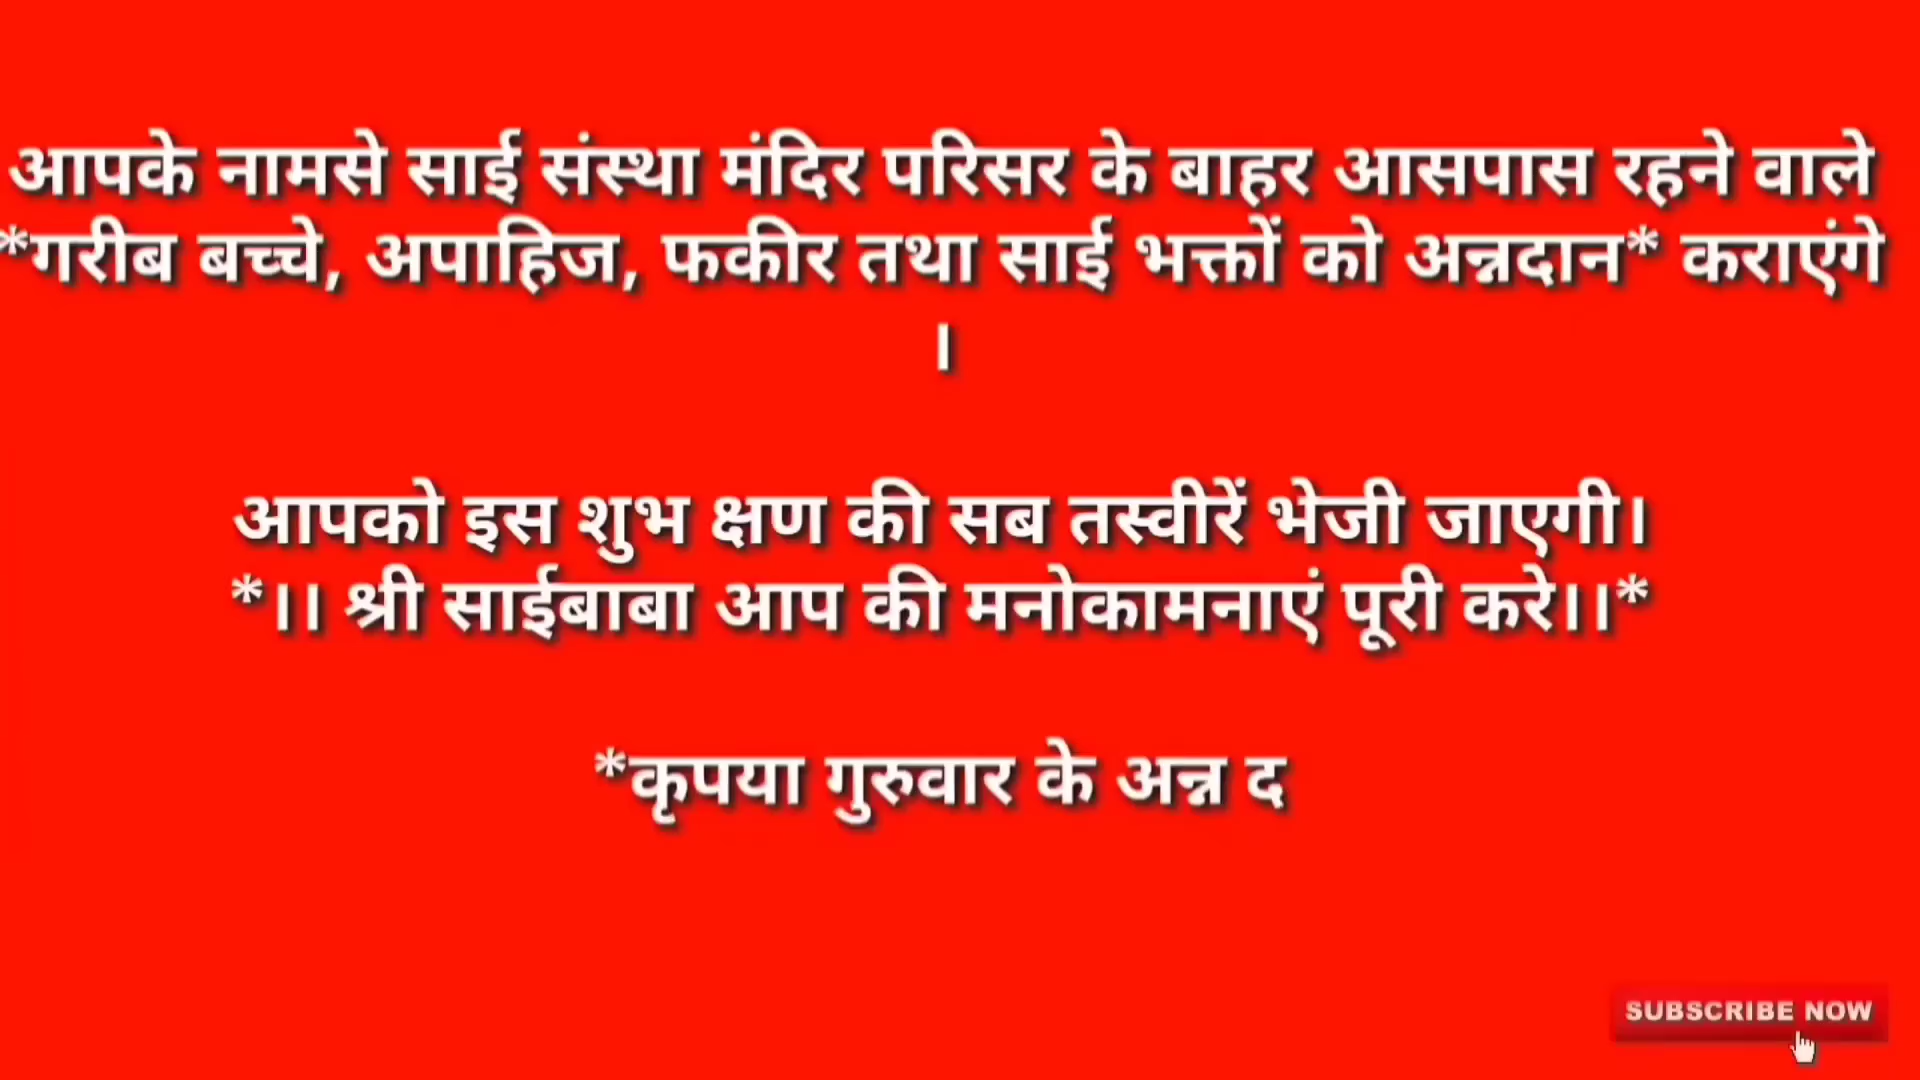 आपके नामसे साई संस्था मंदिर परिसर के बाहर आसपास रहने वाले
*गरीब बच्चे, अपाहिज, फकीर तथा साई भक्तों को अन्नदान* कराएंगे
।
आपको इस शुभ क्षण की सब तस्वीरें भेजी जाएगी।
*।। श्री साईबाबा आप की मनोकामनाएं पूरी करे।।*
*कृपया गुरुवार के अन्न द
SUBSCRIBE NOW